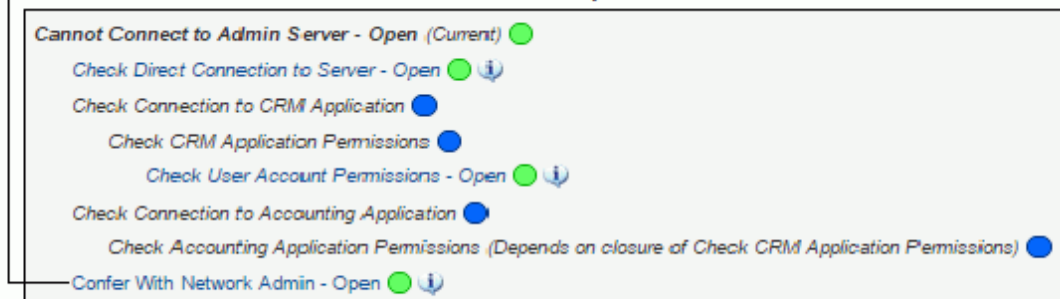 Cannot Connect to Admin Server - Open (Current)
Check Direct Connection to Server - Open
Check Connection to CRM Application
Check CRM Application Permissions
Check User Account Permissions - Open
Check Connection to Accounting Application
Check Accounting Application Permissions (Depends on closure of Check CRM Application Permissions)
Confer With Network Admin - Open